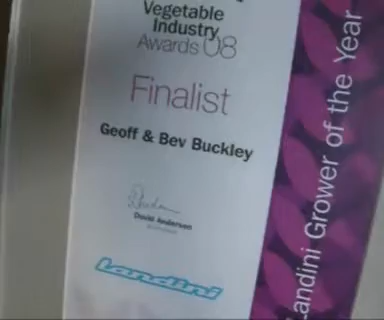 Vegetable
Industry
Awards 08
Finalist
Geoff & Bev Buckley
David Anderson
Landini
Landini Grower of the Year